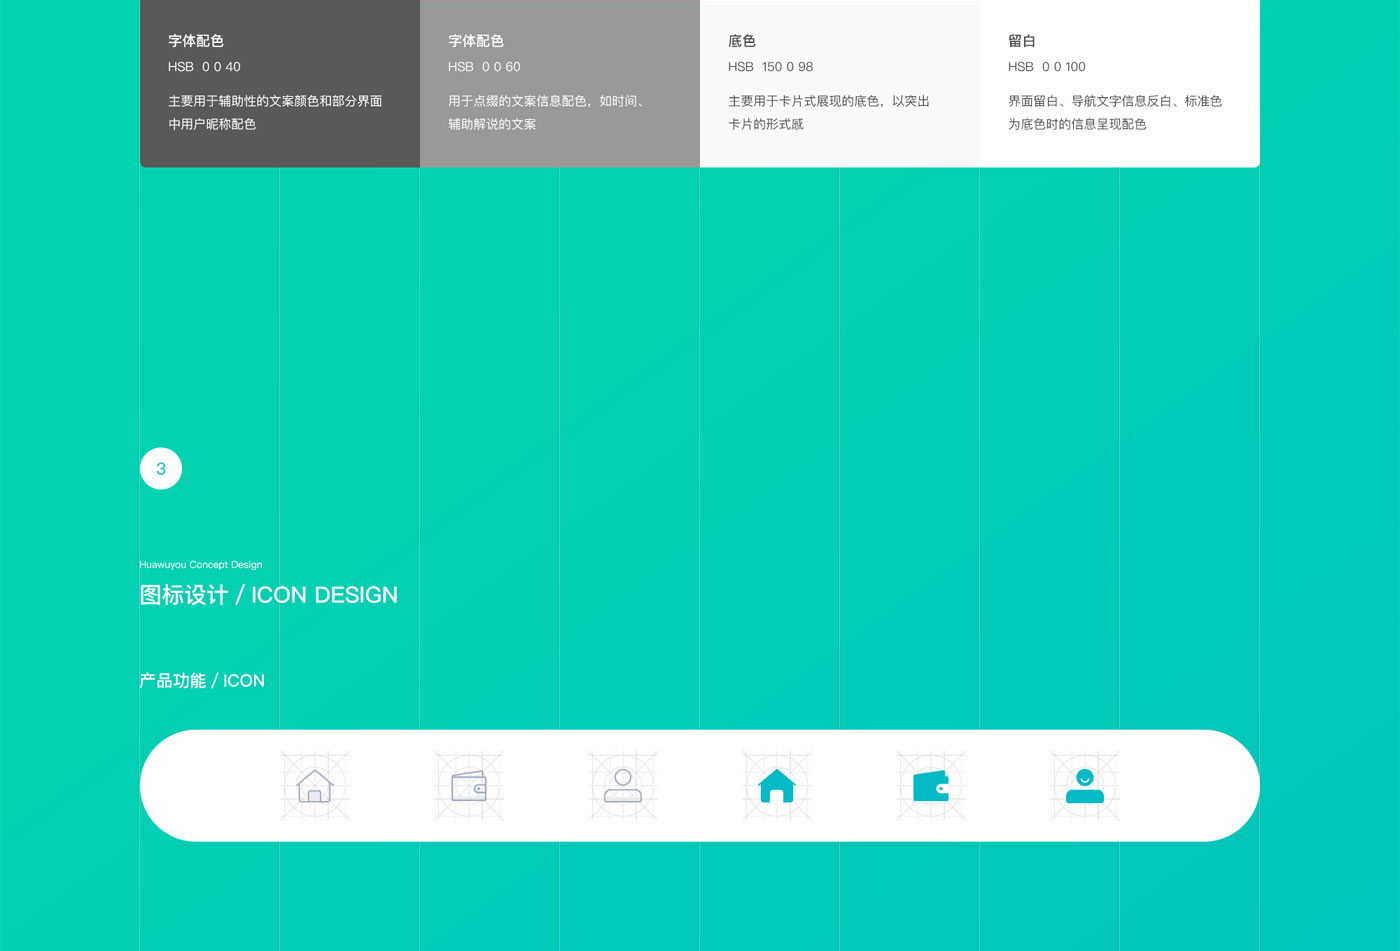 字体配色
HSB 0 0 40
主要用于辅助性的文案颜色和部分界面
中用户昵称配色
字体配色
HSB 0 0 60
用于点缀的文案信息配色，如时间、
辅助解说的文案
底色
HSB 150 0 98
主要用于卡片式展现的底色，以突出
卡片的形式感
留白
HSB 0 0 100
界面留白、导航文字信息反白、标准色
为底色时的信息呈现配色
3
Huawuyou Concept Design
图标设计 / ICON DESIGN
产品功能 / ICON